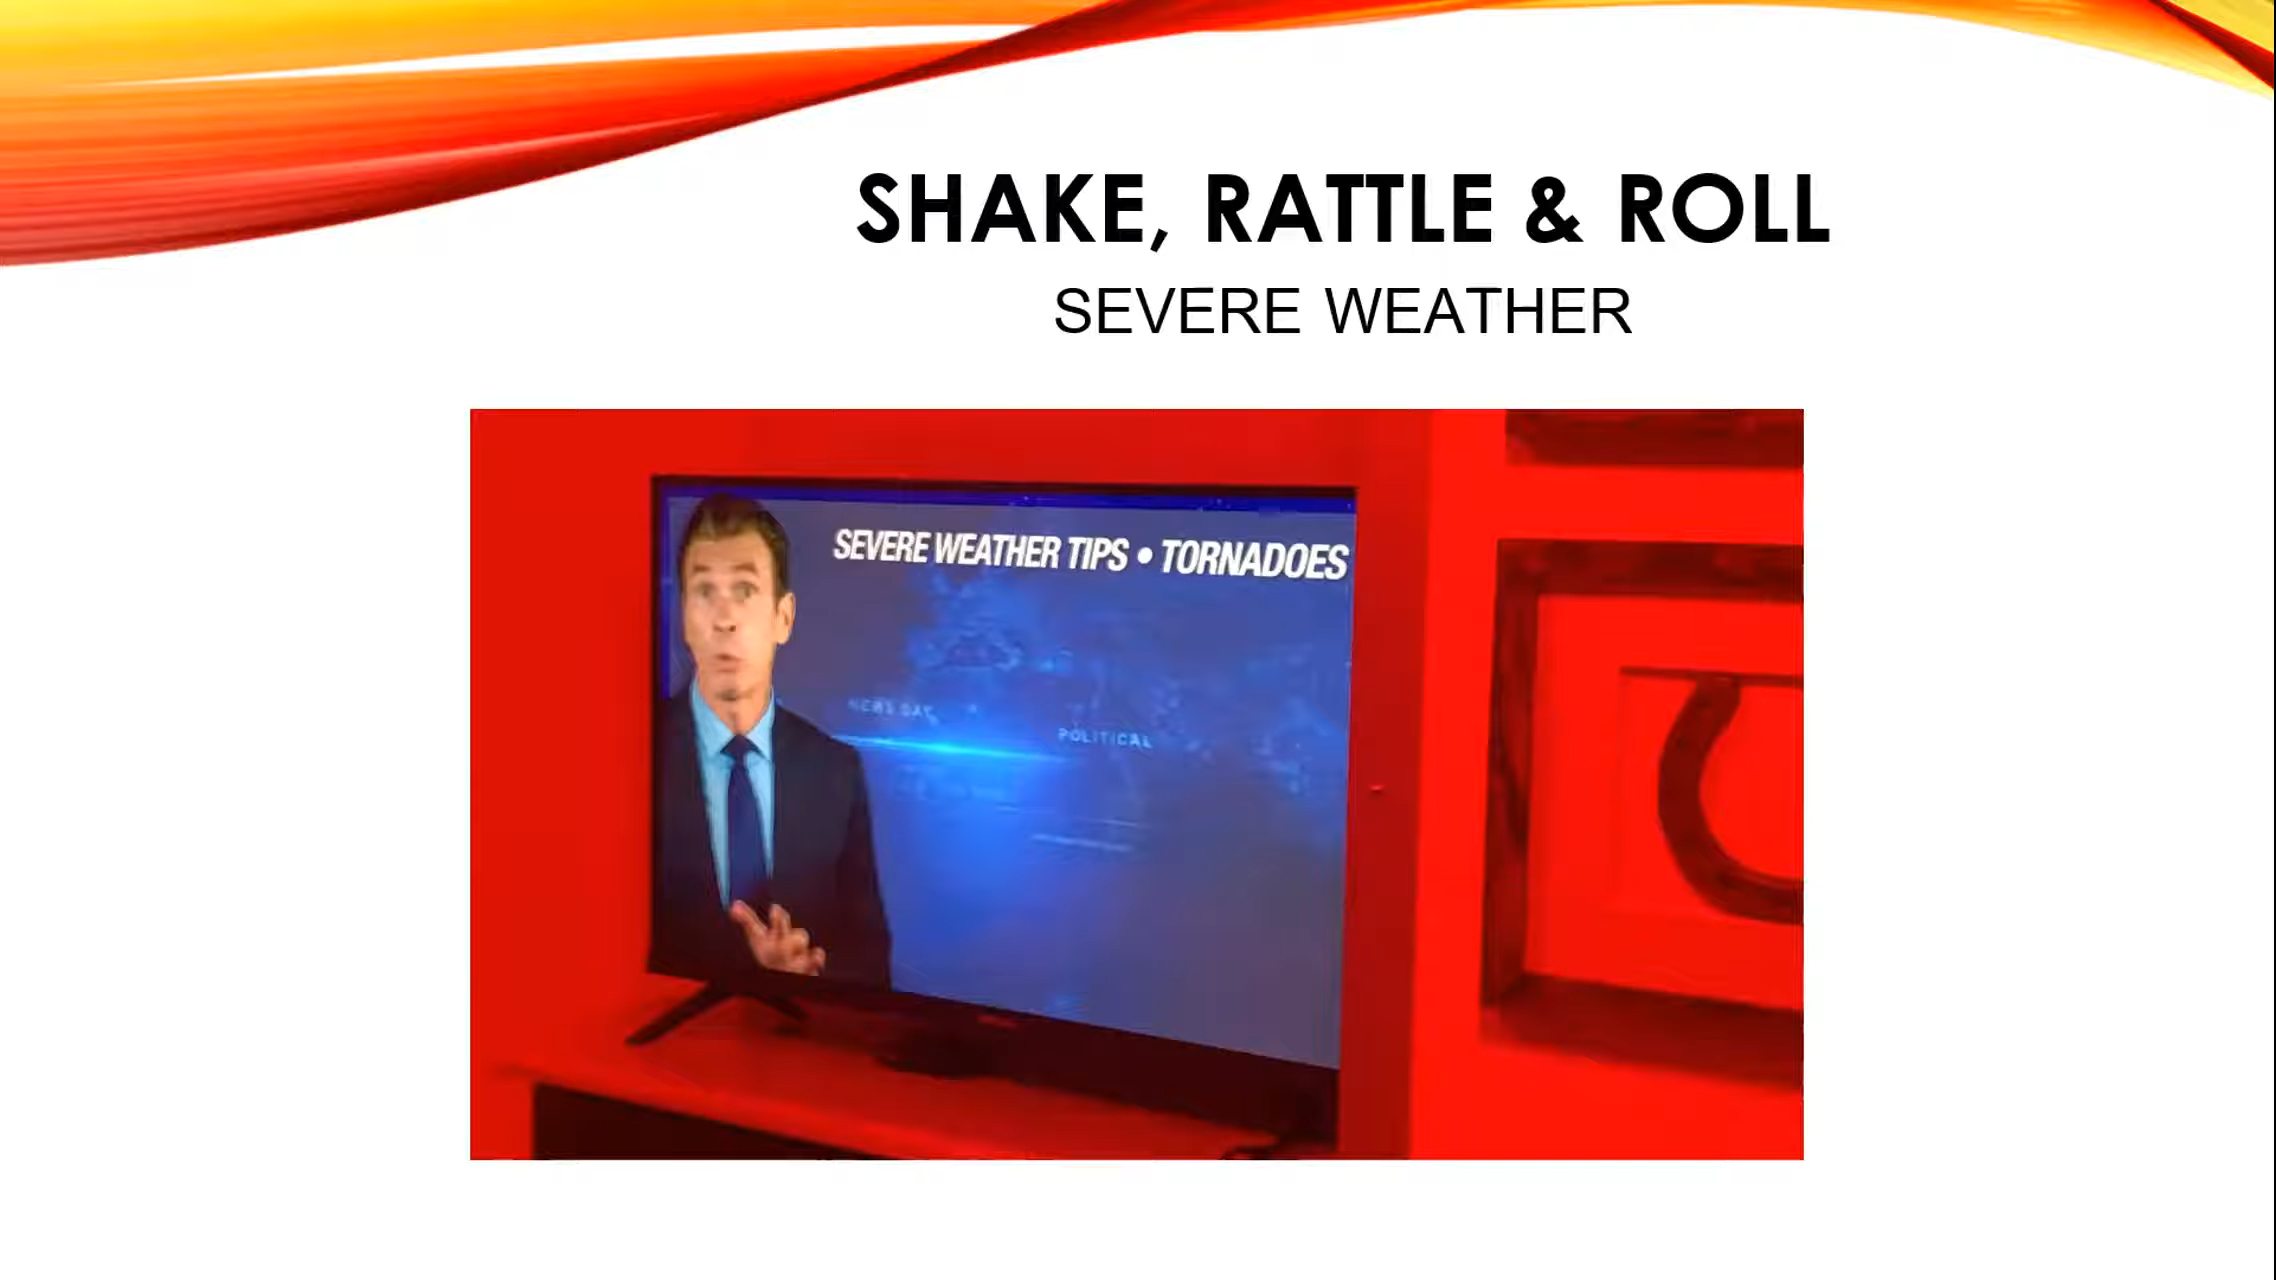 SHAKE, RATTLE & ROLL
SEVERE WEATHER
SEVERE WEATHER TIPS • TORNADOES
POLITICAL